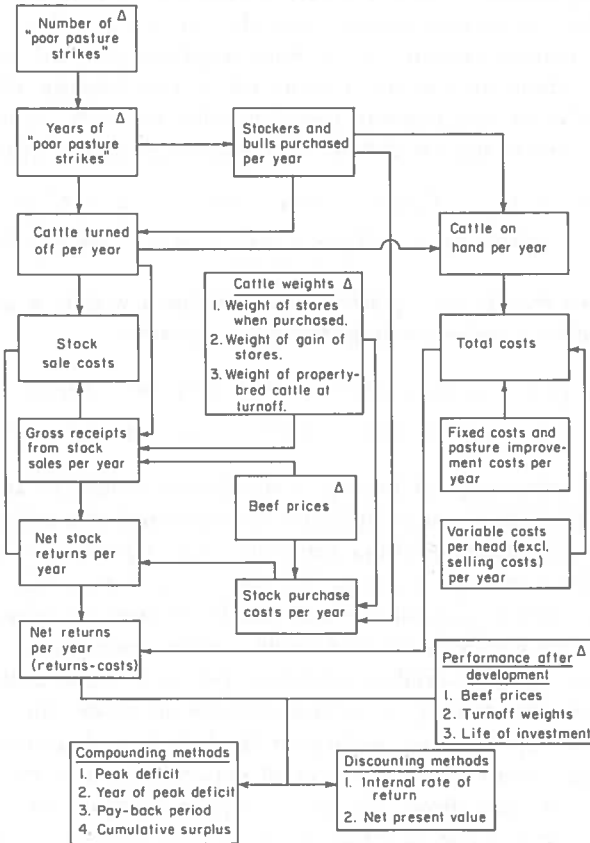 Number of Δ
"poor pasture
strikes"
Years of Δ
"poor pasture
strikes"
Stockers and
bulls purchased
per year
Cattle turned
off per year
Cattle on
hand per year
Cattle weights Δ
1. Weight of stores
when purchased.
2. Weight of gain of
stores.
3. Weight of property-
bred cattle at
turnoff.
Stock
sale costs
Total costs
Gross receipts
from stock
sales per year
Fixed costs and
pasture improve-
ment costs per
year
Δ
Beef prices
Net stock
returns per
year
Variable costs
per head (excl.
selling costs)
per year
Stock purchase
costs per year
Net returns
per year
(returns-costs)
Performance after Δ
development
1. Beef prices
2. Turnoff weights
3. Life of investment
Compounding methods
1. Peak deficit
2. Year of peak deficit
3. Pay-back period
4. Cumulative surplus
Discounting methods
1. Internal rate of
return
2. Net present value